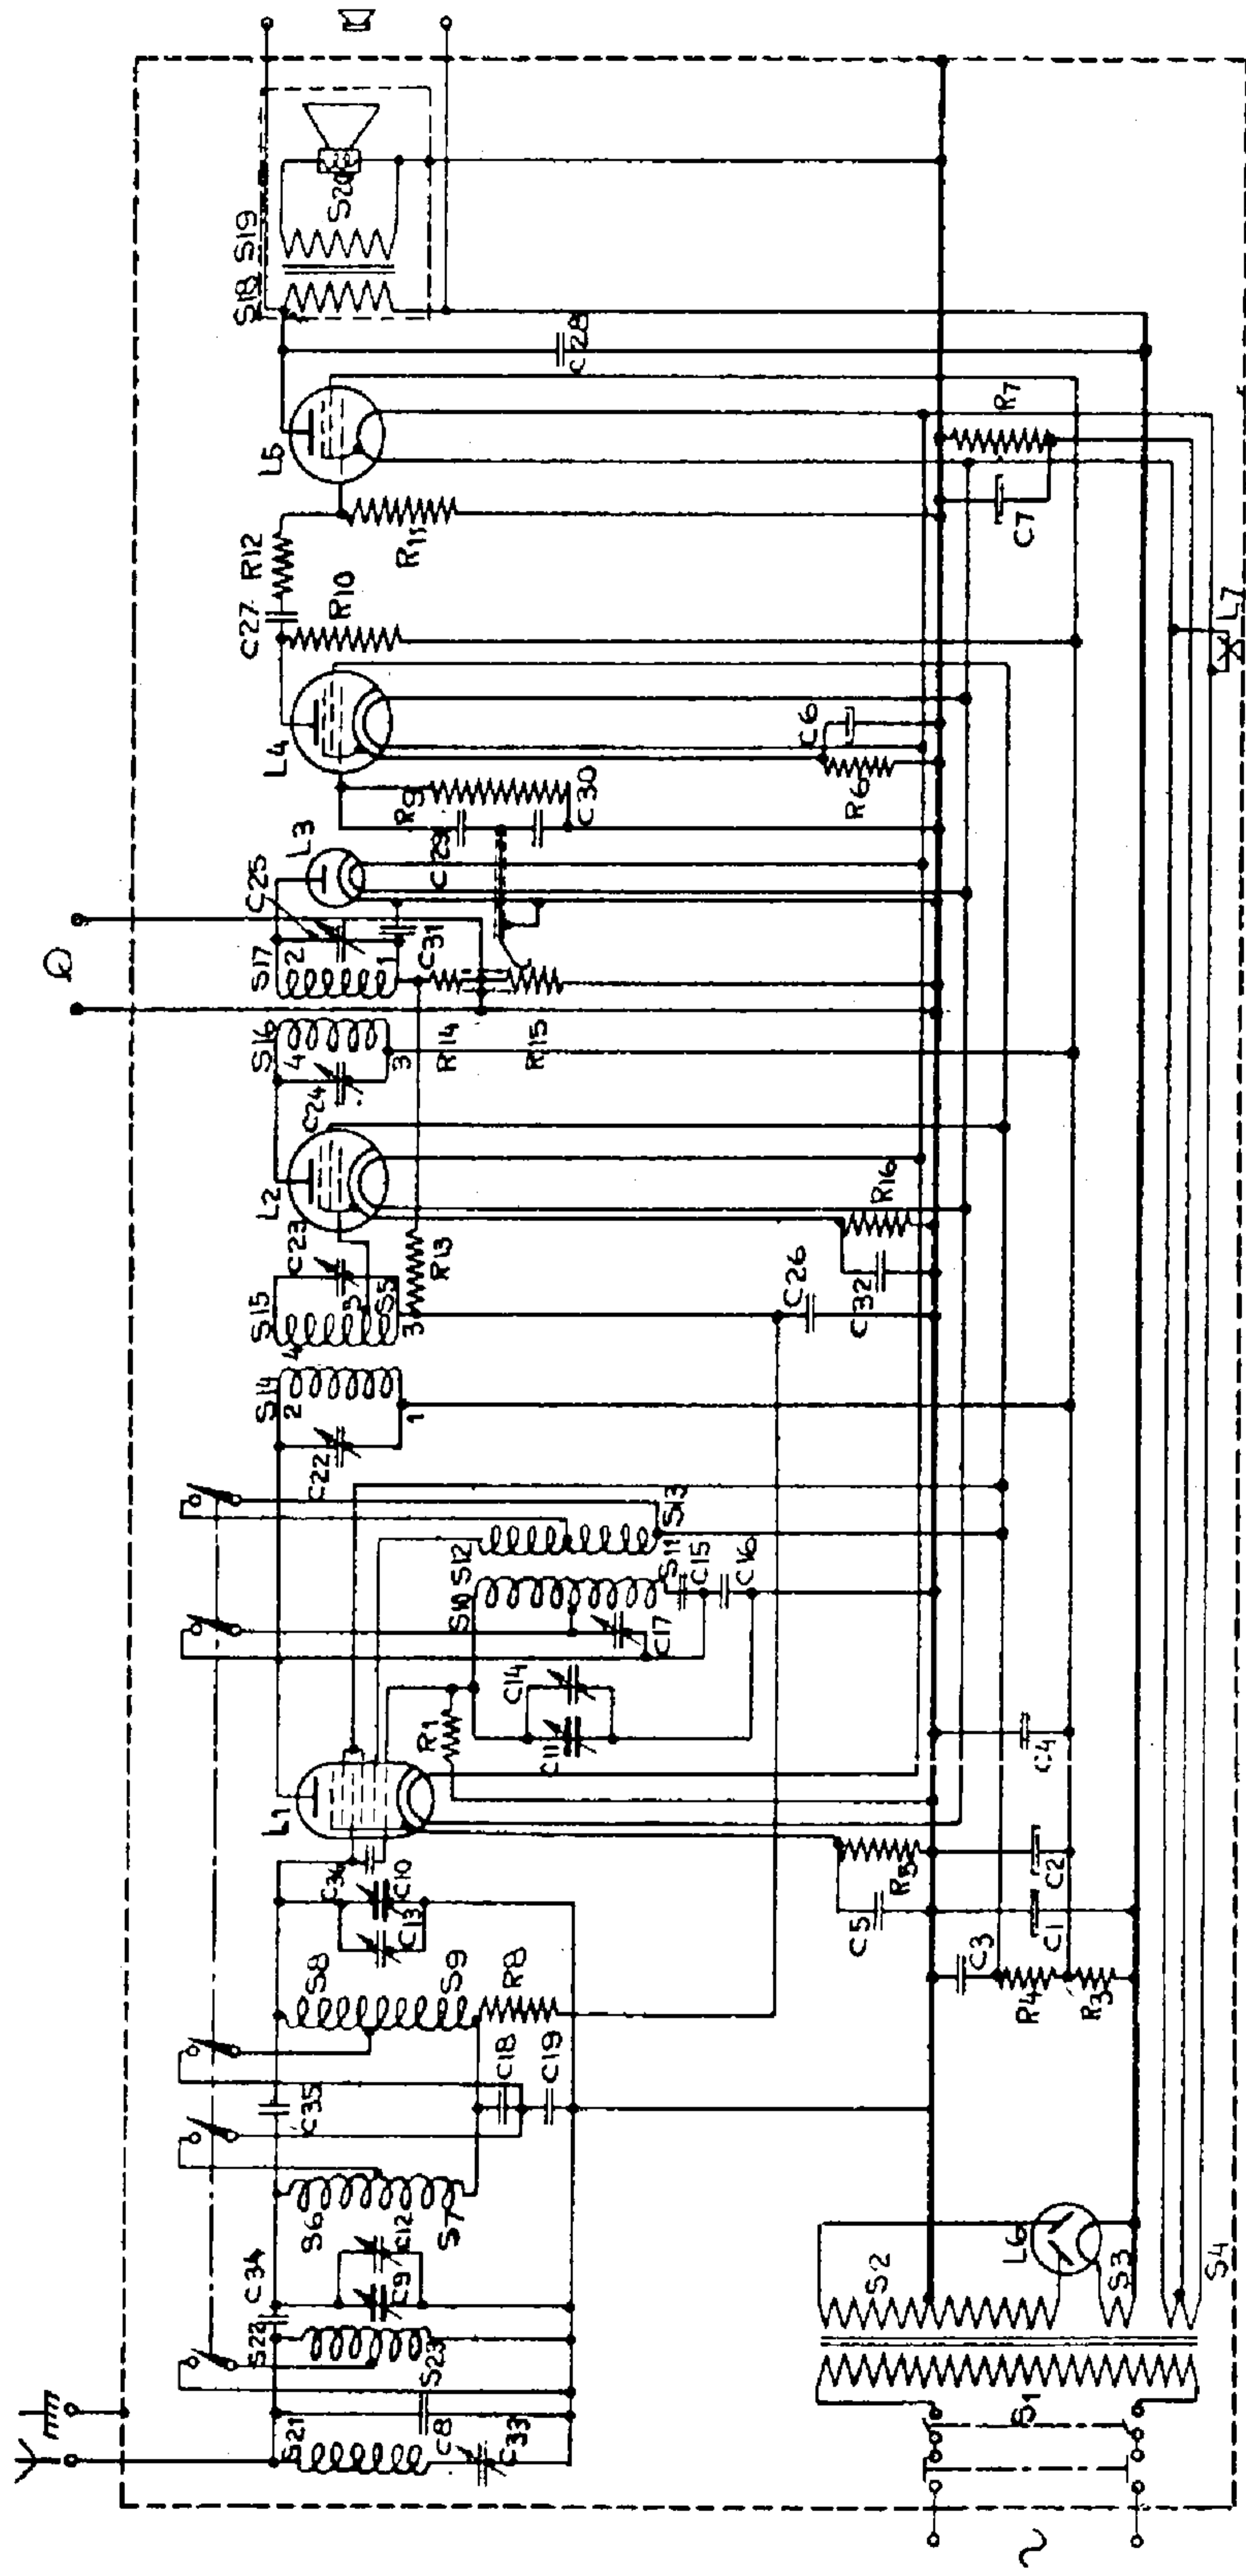 S18 S19
S20
L5
C28
R7
R12
C27
R10
R11
C7
L7
L4
C6
R6
R9
C29
C30
L3
C25
S17
2
1
C31
S16
4
3
C24
R14
R15
L2
C23
R16
R13
C26
C32
S15
4
5
S5
3
S14
2
1
C22
S12
S13
S10
S11
C15
C16
C17
C14
C11
R1
L1
C4
C36
C10
C13
R5
C5
C2
C1
C3
R4
R3
S8
S9
R8
C18
C19
C35
S6
S7
C12
C9
C34
S22
S23
S21
C8
C33
S2
L6
S3
S4
S1